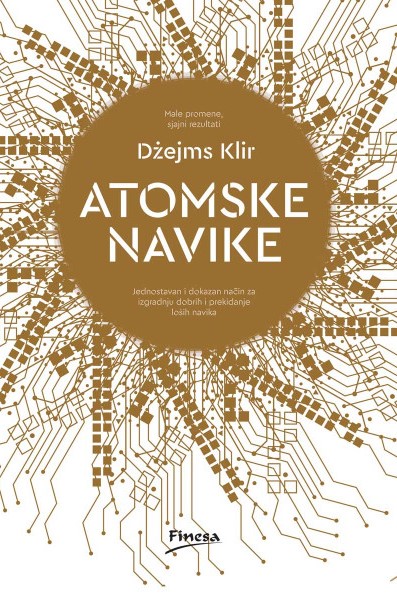 Male promene,
sjajni rezultati
Džejms Klir
ATOMSKE
NAVIKE
Jednostavan i dokazan način za
izgradnju dobrih i prekidanje
loših navika
Finesa